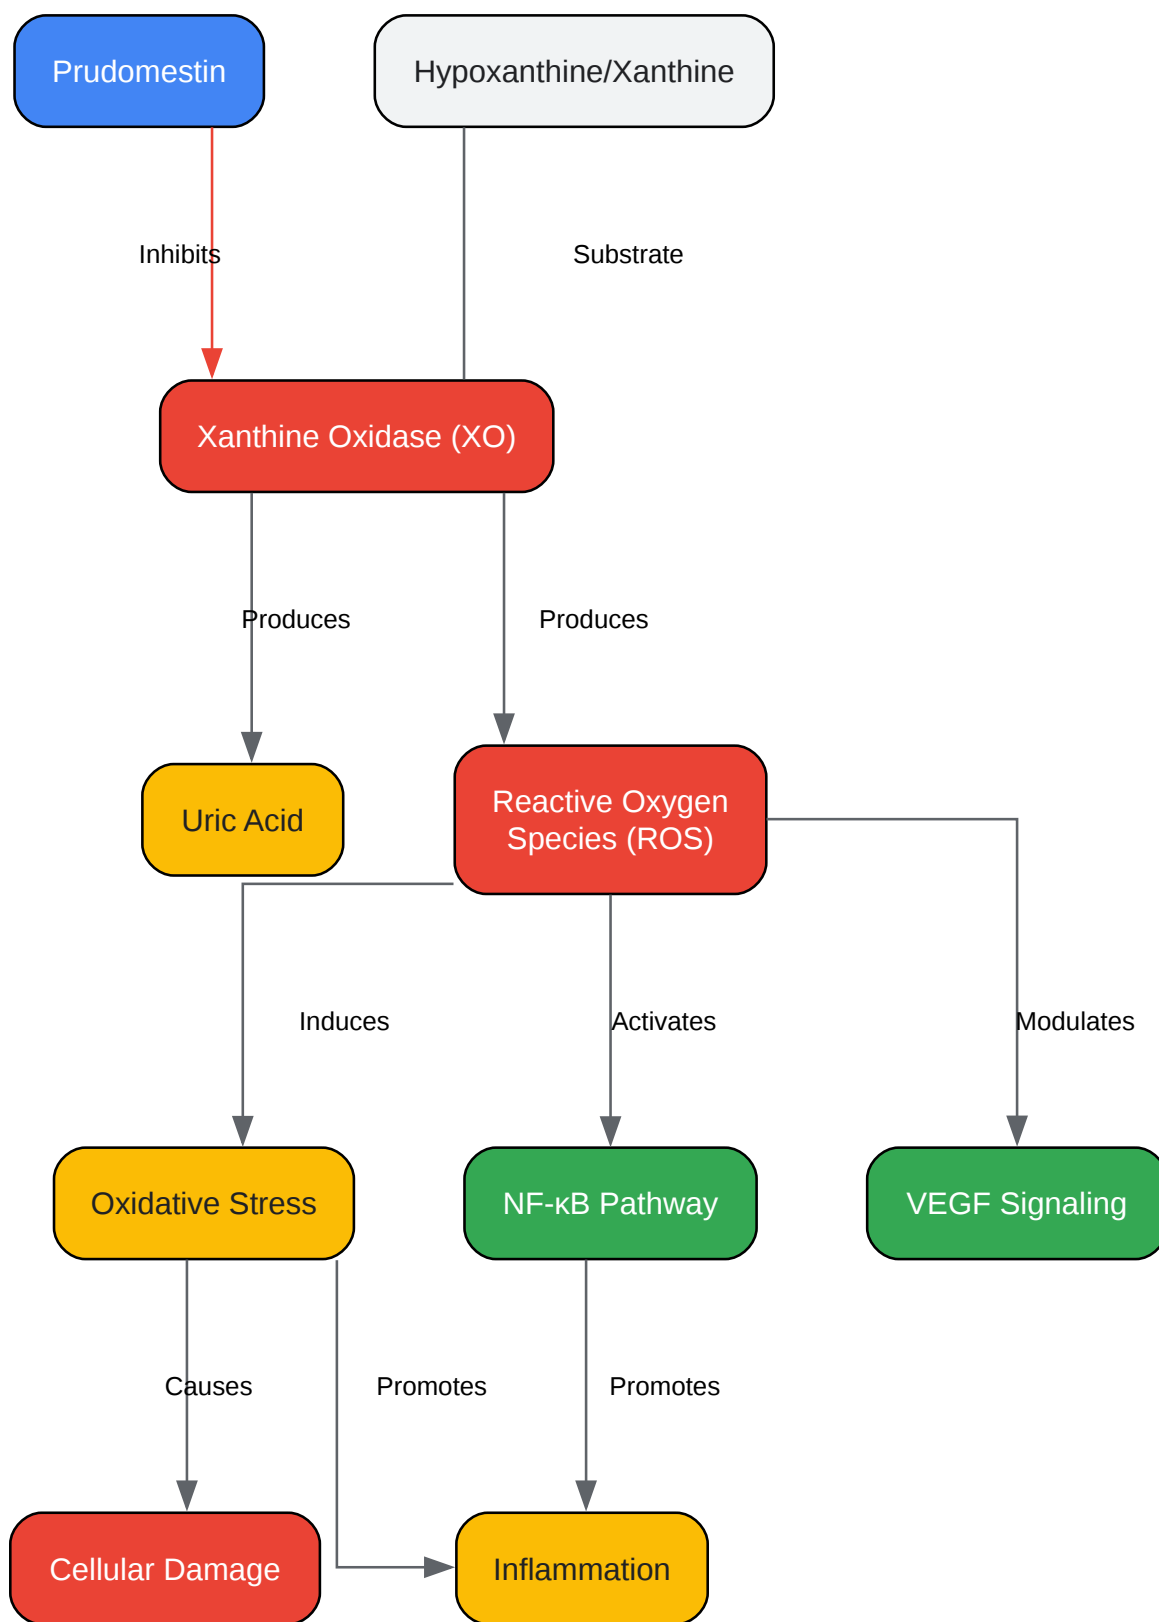 Prudomestin
Hypoxanthine/Xanthine
Inhibits
Substrate
Xanthine Oxidase (XO)
Produces
Produces
Uric Acid
Reactive Oxygen
Species (ROS)
Induces
Activates
Modulates
Oxidative Stress
NF-κB Pathway
VEGF Signaling
Causes
Promotes
Promotes
Cellular Damage
Inflammation